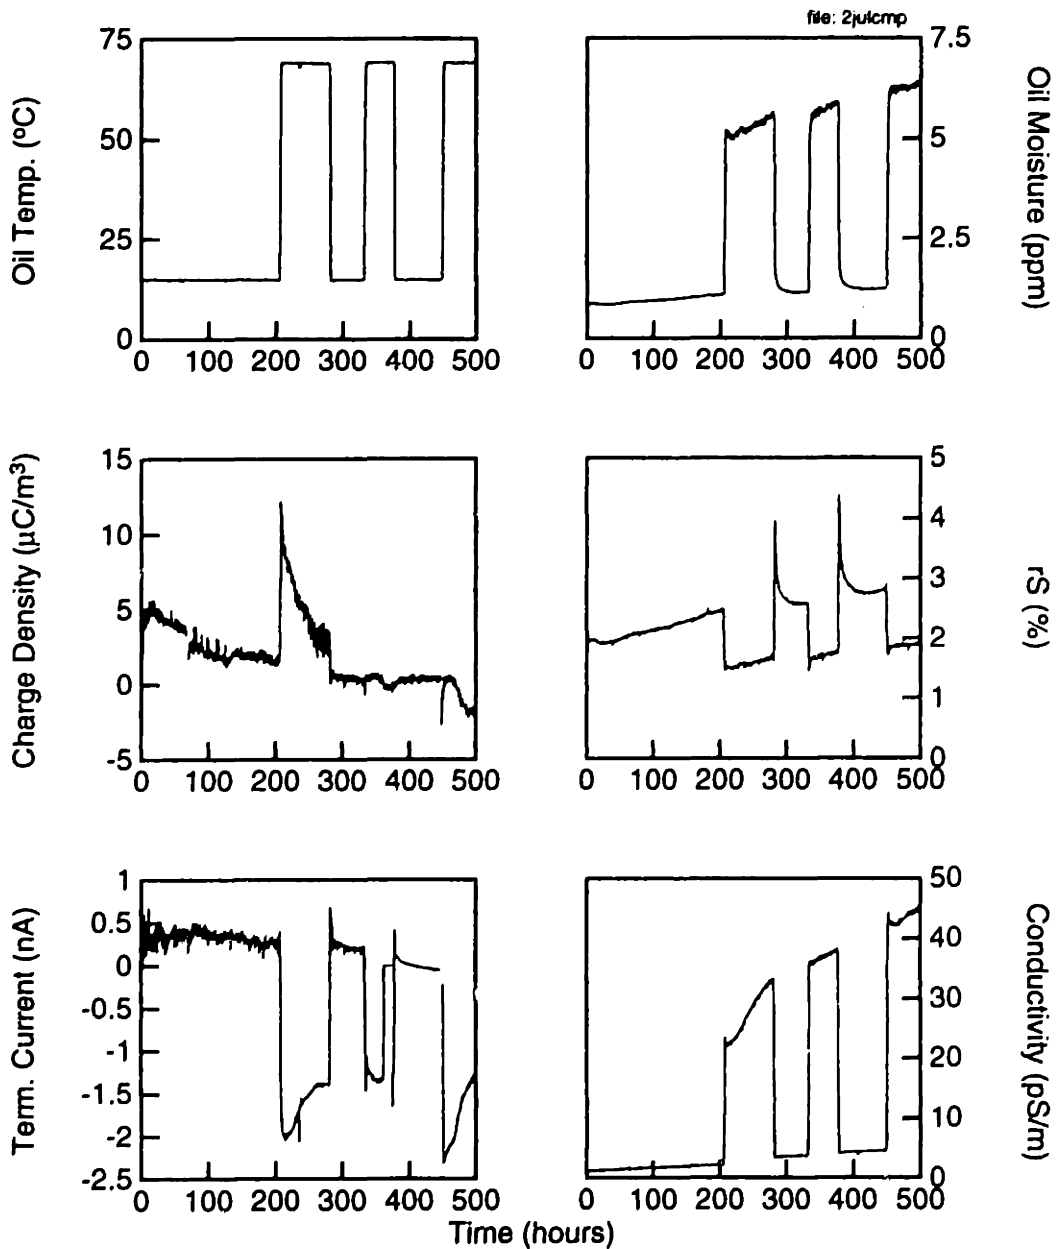 file: 2julcmp
75
50
25
0
0 100 200 300 400 500
Oil Temp. (°C)
7.5
5
2.5
0
0 100 200 300 400 500
Oil Moisture (ppm)
15
10
5
0
-5
0 100 200 300 400 500
Charge Density (µC/m³)
5
4
3
2
1
0
0 100 200 300 400 500
rS (%)
1
0.5
0
-0.5
-1
-1.5
-2
-2.5
0 100 200 300 400 500
Term. Current (nA)
50
40
30
20
10
0
0 100 200 300 400 500
Conductivity (pS/m)
Time (hours)